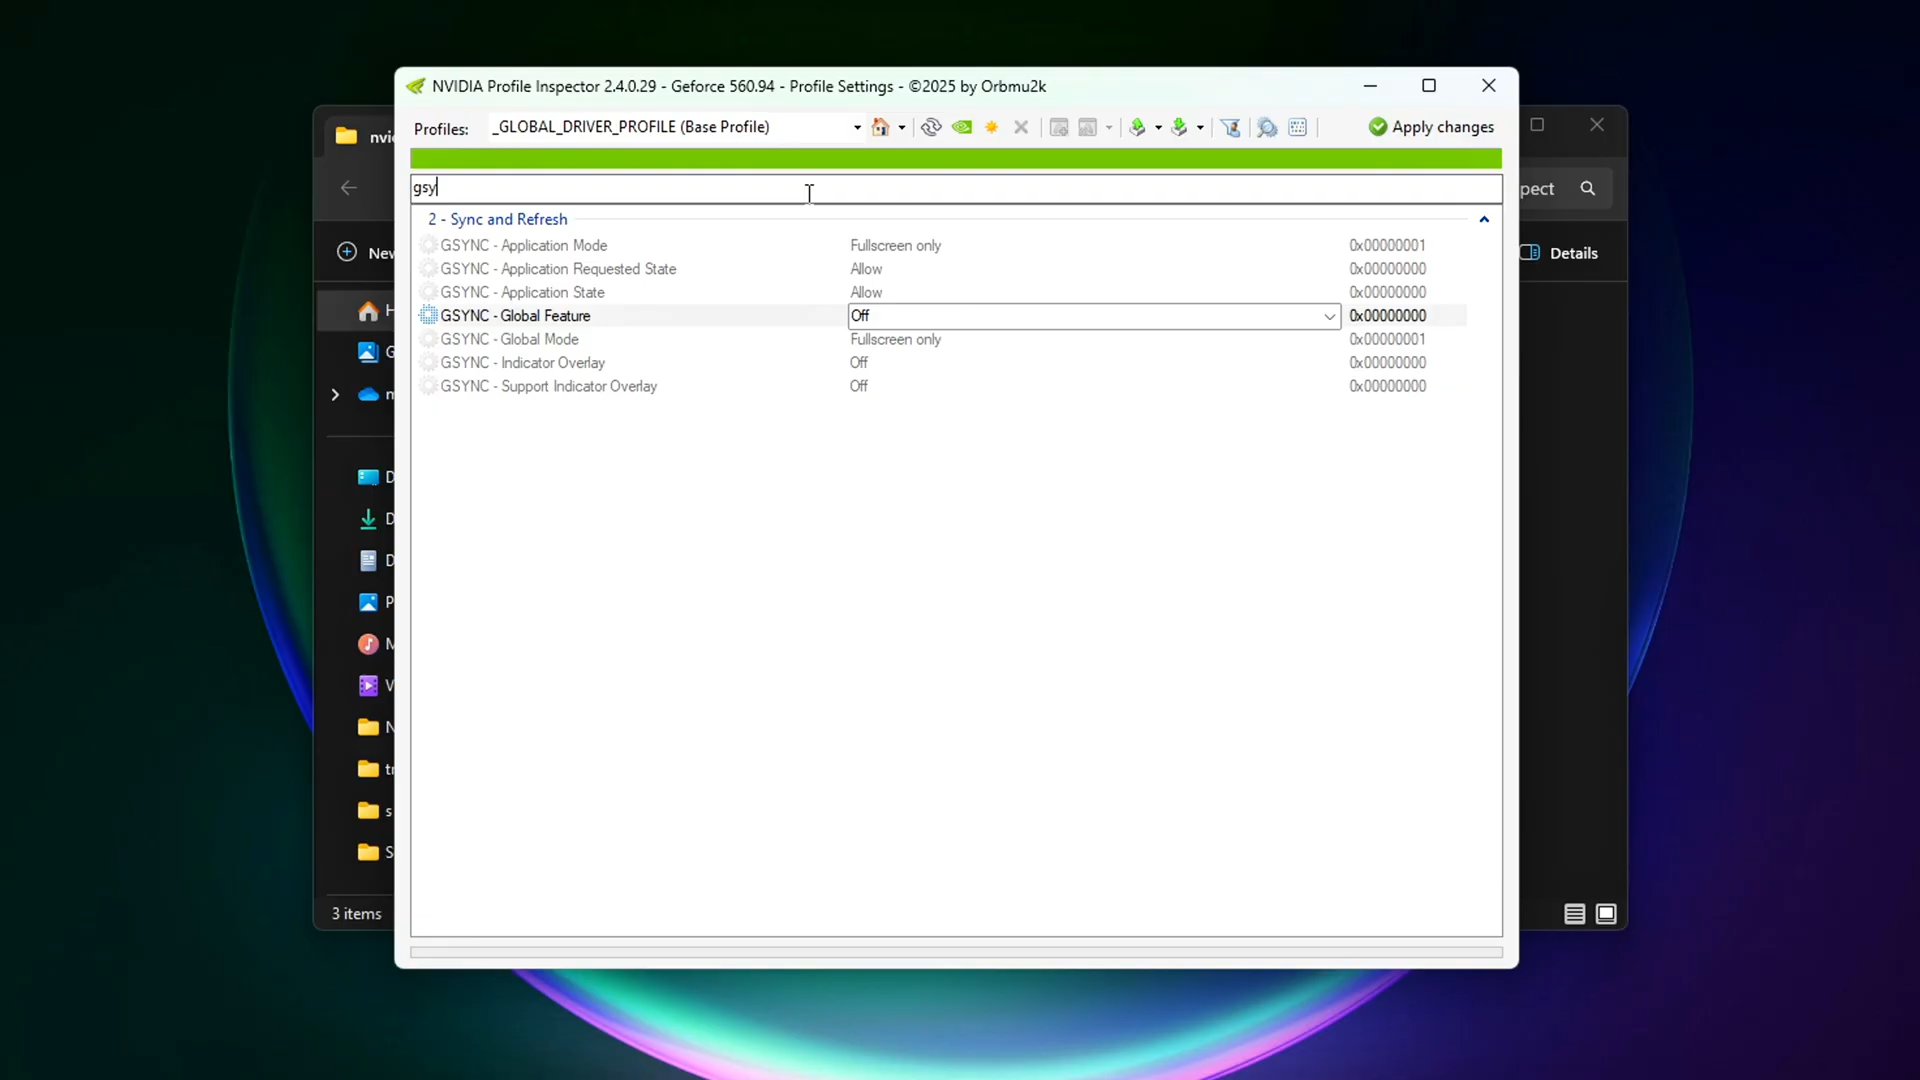 NVIDIA Profile Inspector 2.4.0.29 - Geforce 560.94 - Profile Settings - ©2025 by Orbmu2k
Profiles: _GLOBAL_DRIVER_PROFILE (Base Profile) Apply changes
gsy
2 - Sync and Refresh
GSYNC - Application Mode Fullscreen only 0x00000001
GSYNC - Application Requested State Allow 0x00000000
GSYNC - Application State Allow 0x00000000
GSYNC - Global Feature Off 0x00000000
GSYNC - Global Mode Fullscreen only 0x00000001
GSYNC - Indicator Overlay Off 0x00000000
GSYNC - Support Indicator Overlay Off 0x00000000
nvi
pect
New
Details
H
G
m
D
D
D
P
M
V
N
tr
s
S
3 items